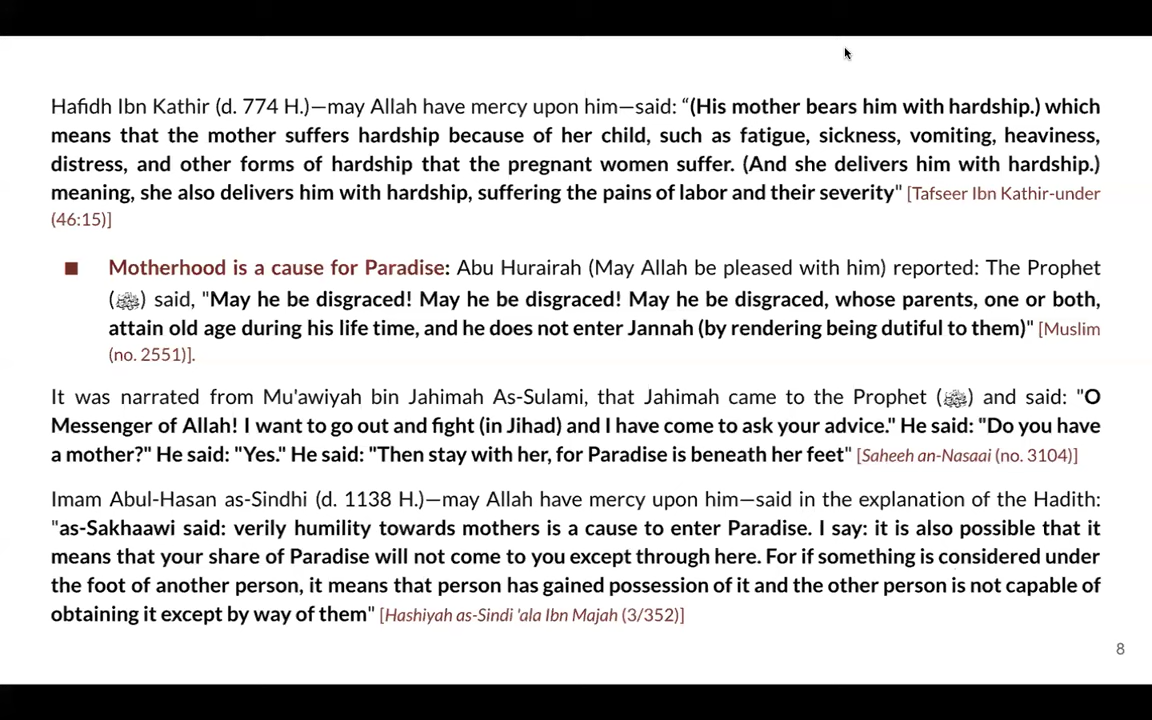 Hafidh Ibn Kathir (d. 774 H.)—may Allah have mercy upon him—said: “(His mother bears him with hardship.) which
means that the mother suffers hardship because of her child, such as fatigue, sickness, vomiting, heaviness,
distress, and other forms of hardship that the pregnant women suffer. (And she delivers him with hardship.)
meaning, she also delivers him with hardship, suffering the pains of labor and their severity" [Tafseer Ibn Kathir-under
(46:15)]
■ Motherhood is a cause for Paradise: Abu Hurairah (May Allah be pleased with him) reported: The Prophet
(ﷺ) said, "May he be disgraced! May he be disgraced! May he be disgraced, whose parents, one or both,
attain old age during his life time, and he does not enter Jannah (by rendering being dutiful to them)" [Muslim
(no. 2551)].
It was narrated from Mu'awiyah bin Jahimah As-Sulami, that Jahimah came to the Prophet (ﷺ) and said: "O
Messenger of Allah! I want to go out and fight (in Jihad) and I have come to ask your advice." He said: "Do you have
a mother?" He said: "Yes." He said: "Then stay with her, for Paradise is beneath her feet" [Saheeh an-Nasaai (no. 3104)]
Imam Abul-Hasan as-Sindhi (d. 1138 H.)—may Allah have mercy upon him—said in the explanation of the Hadith:
"as-Sakhaawi said: verily humility towards mothers is a cause to enter Paradise. I say: it is also possible that it
means that your share of Paradise will not come to you except through here. For if something is considered under
the foot of another person, it means that person has gained possession of it and the other person is not capable of
obtaining it except by way of them" [Hashiyah as-Sindi 'ala Ibn Majah (3/352)]
8